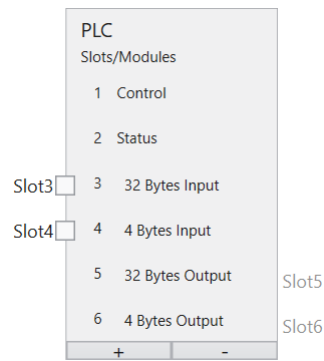 PLC
Slots/Modules
1 Control
2 Status
Slot3 3 32 Bytes Input
Slot4 4 4 Bytes Input
5 32 Bytes Output Slot5
6 4 Bytes Output Slot6
+ -